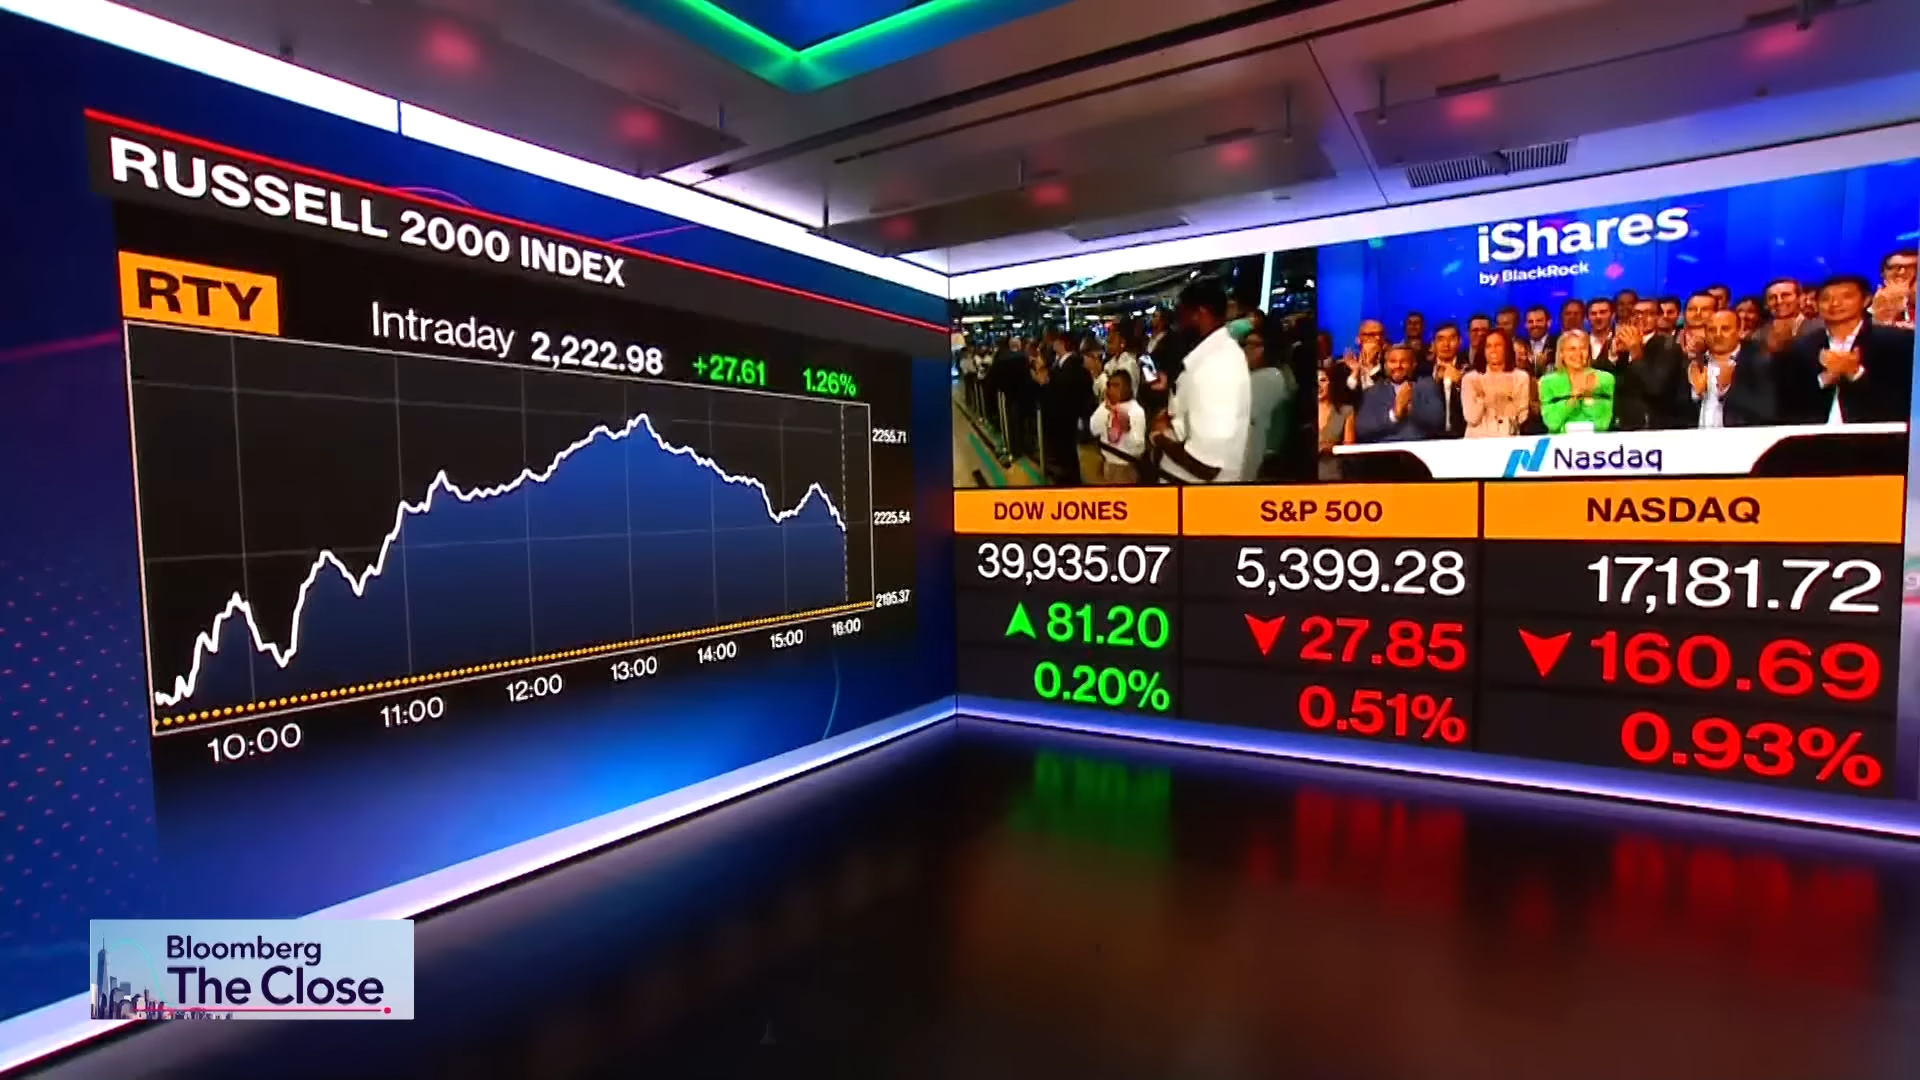 RUSSELL 2000 INDEX
RTY
Intraday 2,222.98 +27.61 1.26%
2255.71
2225.54
2195.37
10:00 11:00 12:00 13:00 14:00 15:00 16:00
iShares
by BlackRock
Nasdaq
DOW JONES S&P 500 NASDAQ
39,935.07 5,399.28 17,181.72
▲81.20 ▼27.85 ▼160.69
0.20% 0.51% 0.93%
Bloomberg
The Close